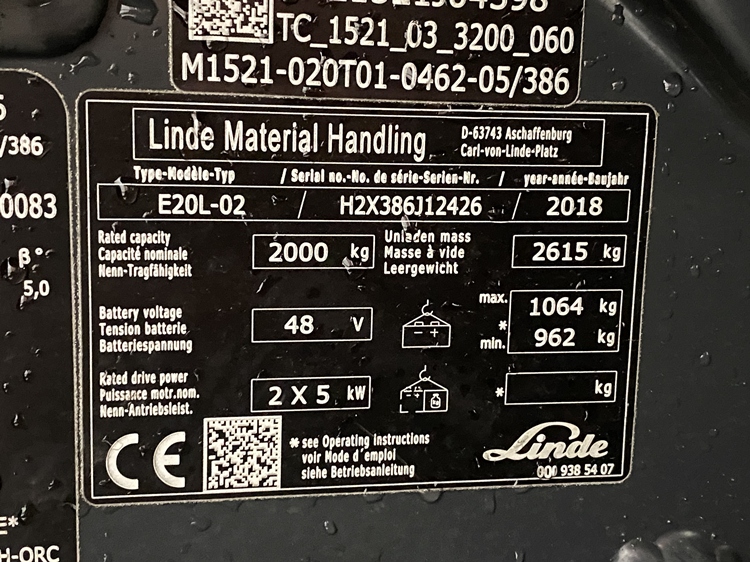 TC_1521_03_3200_060
M1521-020T01-0462-05/386
5
/386
0083
β°
5,0
Linde Material Handling
D-63743 Aschaffenburg
Carl-von-Linde-Platz
Type-Modèle-Typ / Serial no.-No. de série-Serien-Nr. / year-année-Baujahr
E20L-02 / H2X386J12426 / 2018
Rated capacity
Capacité nominale
Nenn-Tragfähigkeit
2000 kg
Unladen mass
Masse à vide
Leergewicht
2615 kg
Battery voltage
Tension batterie
Batteriespannung
48 V
- +
max. 1064 kg
*
min. 962 kg
Rated drive power
Puissance motr.nom.
Nenn-Antriebsleist.
2 X 5 kW
- +
kg
* kg
CE
* see Operating instructions
voir Mode d'emploi
siehe Betriebsanleitung
Linde
000 938 54 07
E*
H-ORC